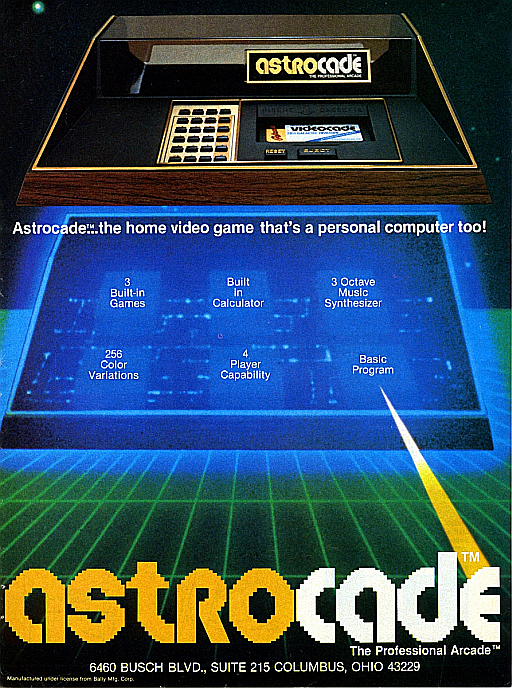 astrocade
THE PROFESSIONAL ARCADE
videocade
RESET EJECT
Astrocade™...the home video game that's a personal computer too!
3
Built-In
Games
Built
In
Calculator
3 Octave
Music
Synthesizer
256
Color
Variations
4
Player
Capability
Basic
Program
astrocade™
The Professional Arcade™
6460 BUSCH BLVD., SUITE 215 COLUMBUS, OHIO 43229
Manufactured under license from Bally Mfg. Corp.